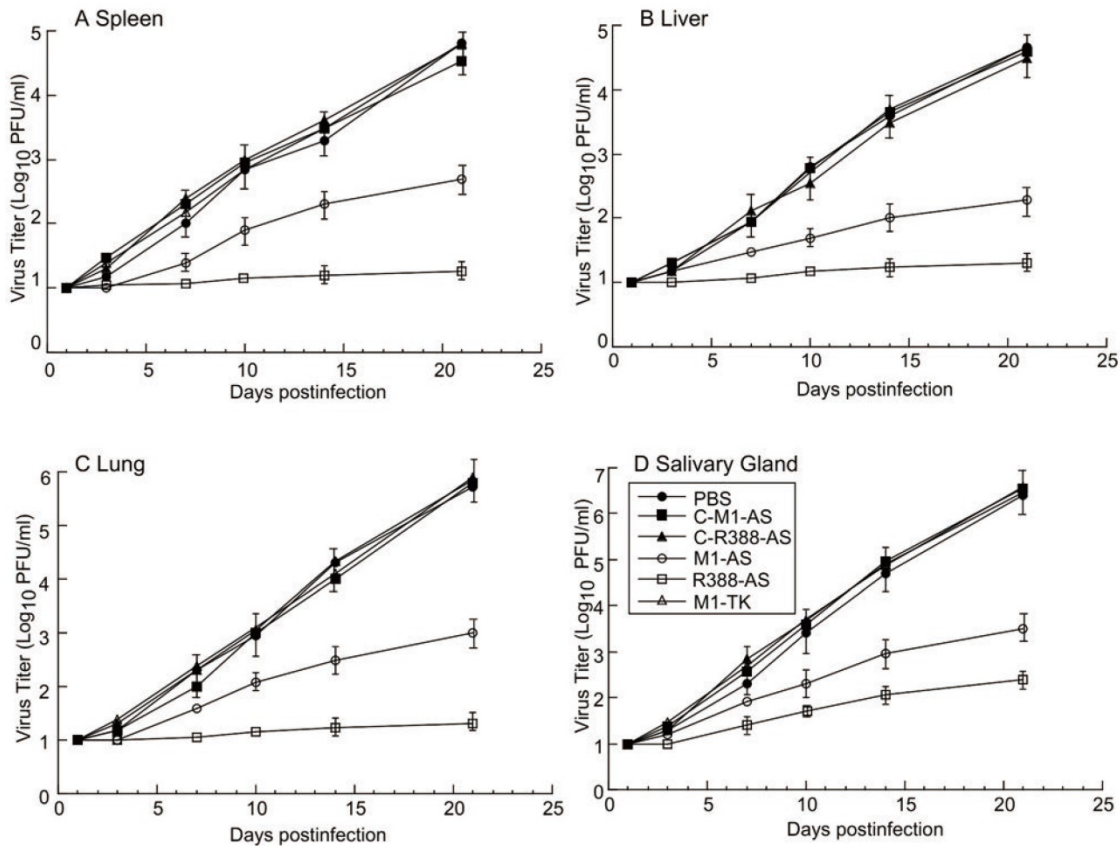 A Spleen
5
4
3
2
1
0
Virus Titer (Log10 PFU/ml)
5 10 15 20 25
Days postinfection
B Liver
5
4
3
2
1
0
Virus Titer (Log10 PFU/ml)
0 5 10 15 20 25
Days postinfection
C Lung
6
5
4
3
2
1
0
Virus Titer (Log10 PFU/ml)
0 5 10 15 20 25
Days postinfection
D Salivary Gland
7
6
5
4
3
2
1
0
Virus Titer (Log10 PFU/ml)
PBS
C-M1-AS
C-R388-AS
M1-AS
R388-AS
M1-TK
0 5 10 15 20 25
Days postinfection